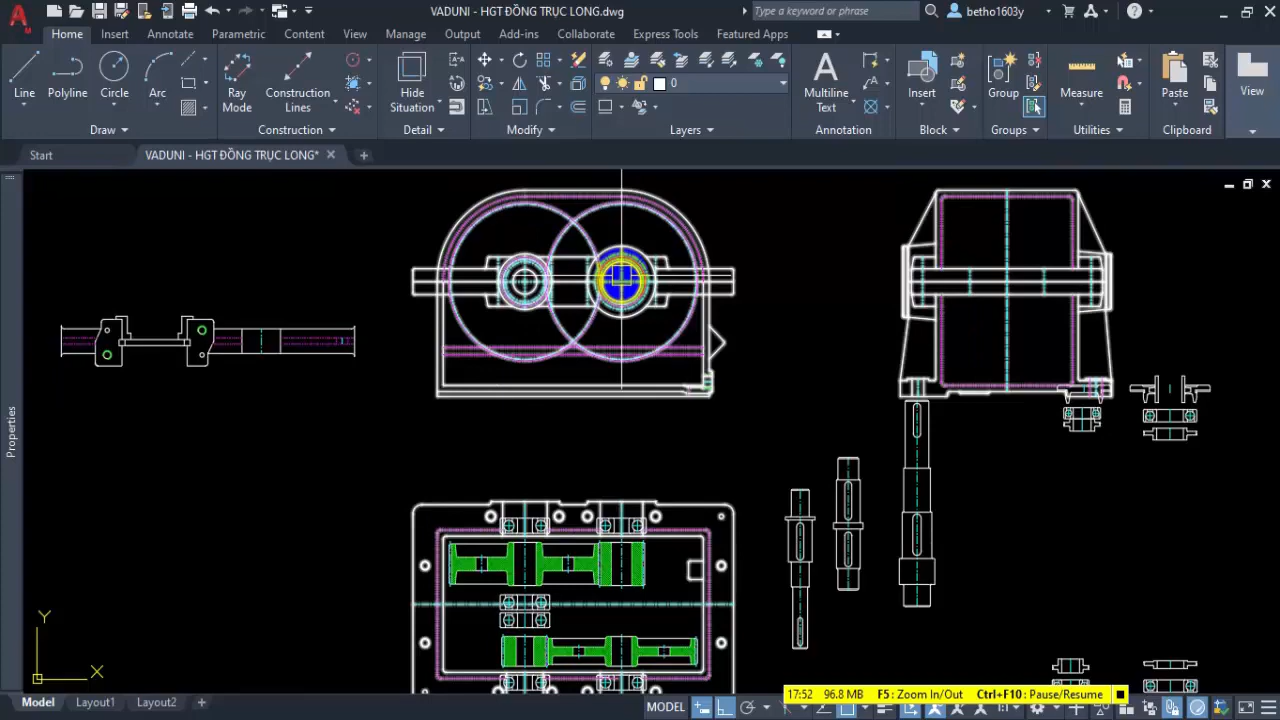 VADUNI - HGT ĐỒNG TRỤC LONG.dwg
Type a keyword or phrase
betho1603y
Home Insert Annotate Parametric Content View Manage Output Add-ins Collaborate Express Tools Featured Apps
Line Polyline Circle Arc
Ray Mode
Construction Lines
Hide Situation
0
Multiline Text
Insert
Group
Measure
Paste
View
Draw Construction Detail Modify Layers Annotation Block Groups Utilities Clipboard
Start VADUNI - HGT ĐỒNG TRỤC LONG*
Properties
Y
X
17:52 96.8 MB F5: Zoom In/Out Ctrl+F10: Pause/Resume
Model Layout1 Layout2 MODEL